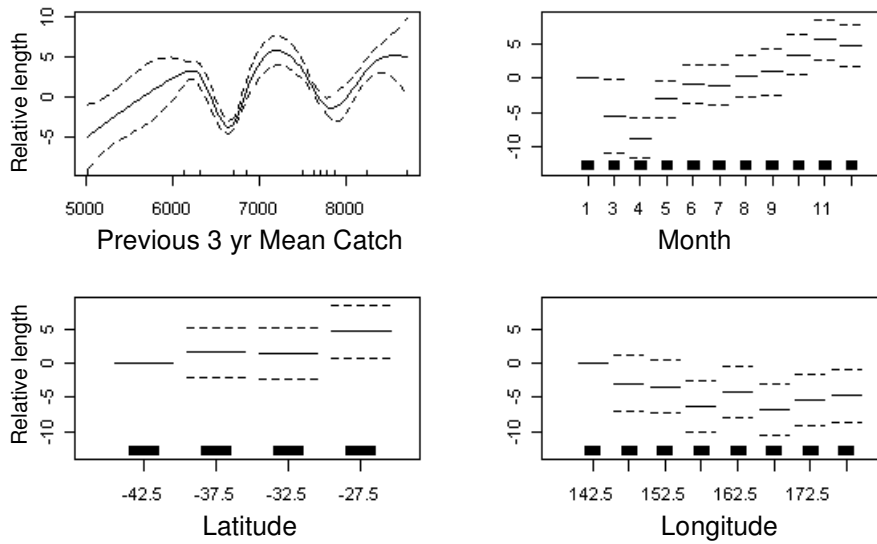 Relative length
10
5
0
-5
5000 6000 7000 8000
Previous 3 yr Mean Catch
5
0
-5
-10
1 3 4 5 6 7 8 9 11
Month
Relative length
5
0
-5
-10
-42.5 -37.5 -32.5 -27.5
Latitude
5
0
-5
-10
142.5 152.5 162.5 172.5
Longitude